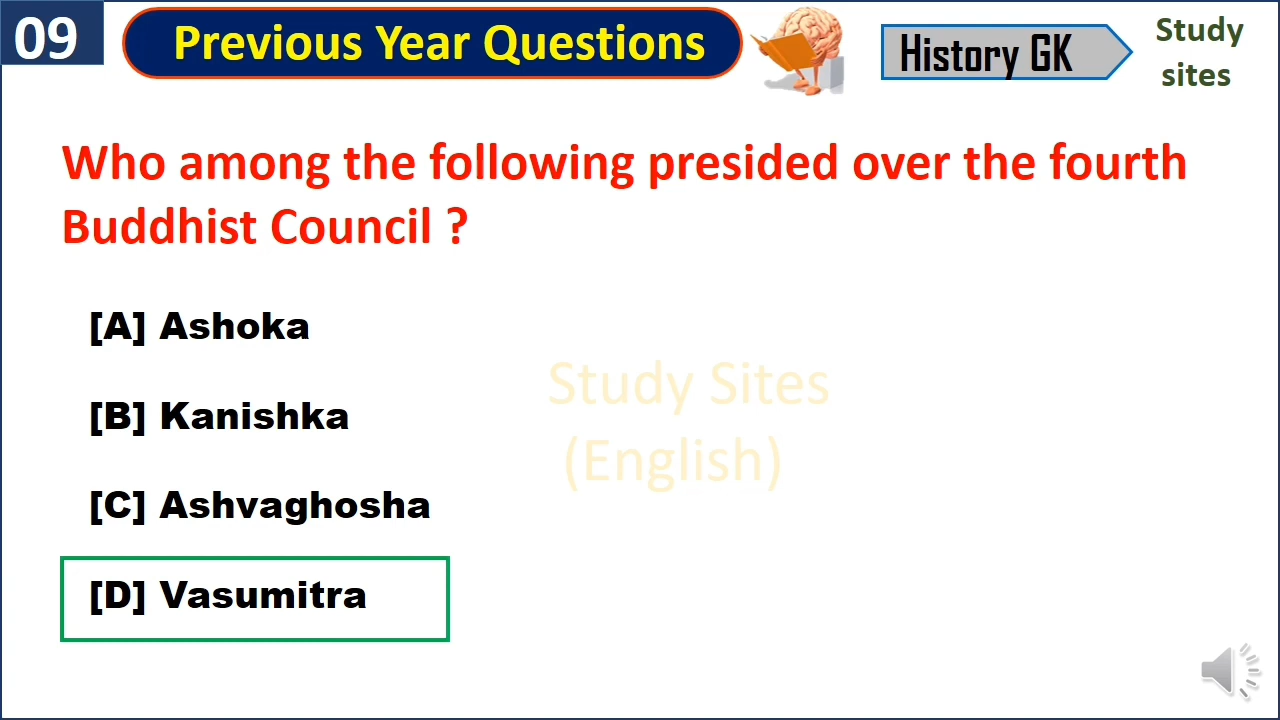 09
Previous Year Questions
History GK
Study
sites
Who among the following presided over the fourth
Buddhist Council ?
[A] Ashoka
[B] Kanishka
[C] Ashvaghosha
[D] Vasumitra
Study Sites
(English)